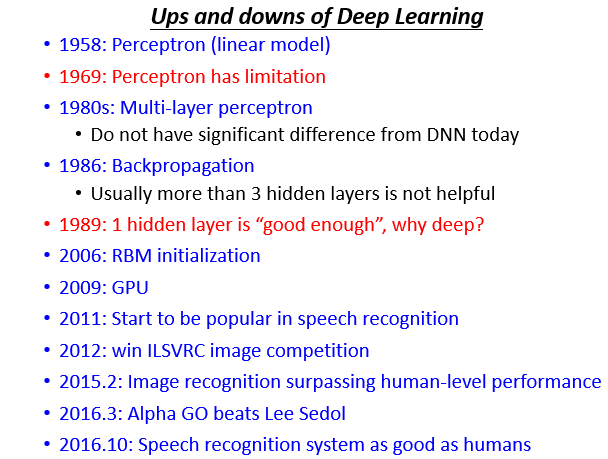 Ups and downs of Deep Learning
• 1958: Perceptron (linear model)
• 1969: Perceptron has limitation
• 1980s: Multi-layer perceptron
• Do not have significant difference from DNN today
• 1986: Backpropagation
• Usually more than 3 hidden layers is not helpful
• 1989: 1 hidden layer is “good enough”, why deep?
• 2006: RBM initialization
• 2009: GPU
• 2011: Start to be popular in speech recognition
• 2012: win ILSVRC image competition
• 2015.2: Image recognition surpassing human-level performance
• 2016.3: Alpha GO beats Lee Sedol
• 2016.10: Speech recognition system as good as humans